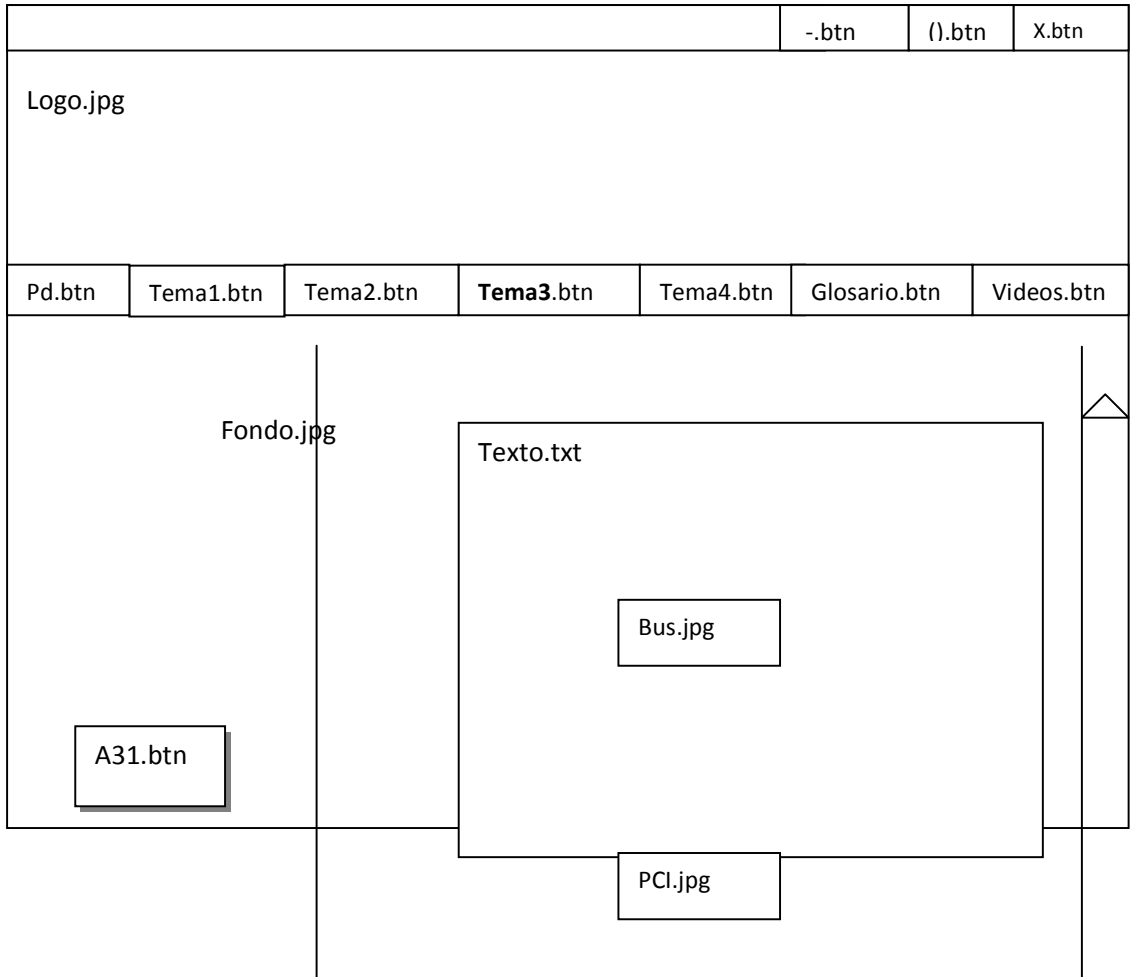 -.btn
().btn
X.btn
Logo.jpg
Pd.btn
Tema1.btn
Tema2.btn
Tema3.btn
Tema4.btn
Glosario.btn
Videos.btn
Fondo.jpg
Texto.txt
Bus.jpg
A31.btn
PCI.jpg